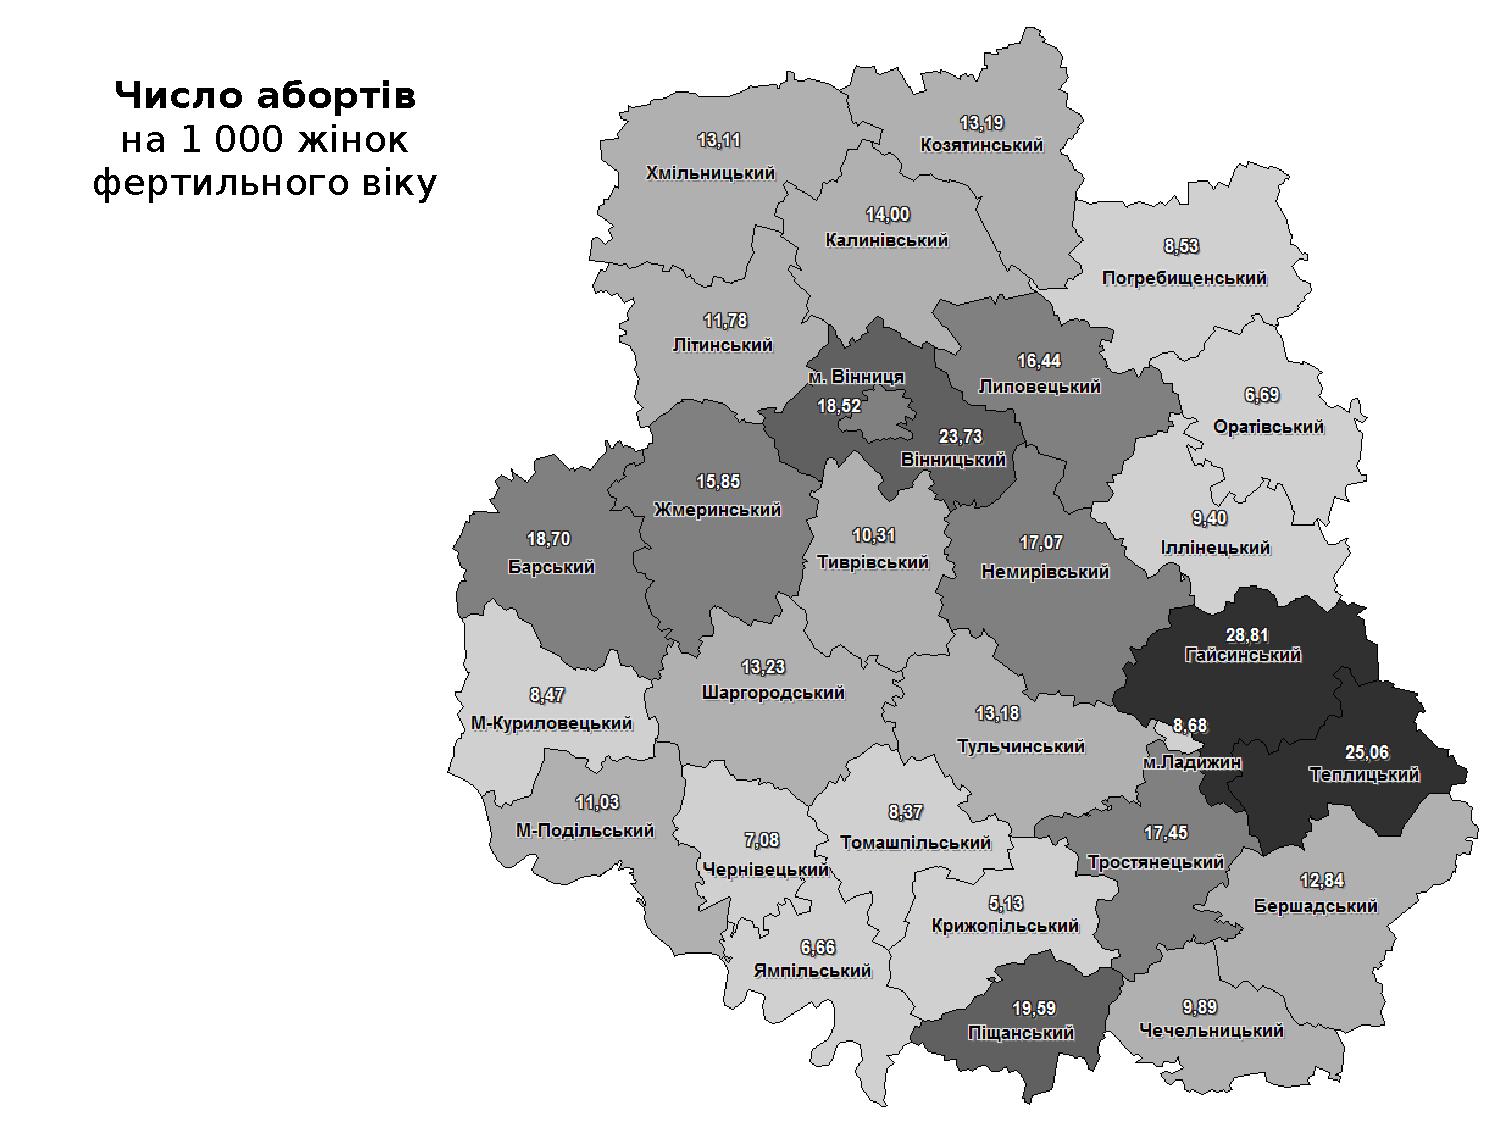 Число абортів
на 1 000 жінок
фертильного віку
13,19
Козятинський
13,11
Хмільницький
14,00
Калинівський
8,53
Погребищенський
11,78
Літинський
16,44
Липовецький
м. Вінниця
18,52
6,69
Оратівський
23,73
Вінницький
15,85
Жмеринський
9,40
Іллінецький
18,70
Барський
10,31
Тиврівський
17,07
Немирівський
28,81
Гайсинський
13,23
Шаргородський
8,47
М-Куриловецький
13,18
Тульчинський
8,68
м.Ладижин
25,06
Теплицький
11,03
М-Подільський
8,37
Томашпільський
7,08
Чернівецький
17,45
Тростянецький
12,84
Бершадський
5,13
Крижопільський
6,66
Ямпільський
19,59
Піщанський
9,89
Чечельницький